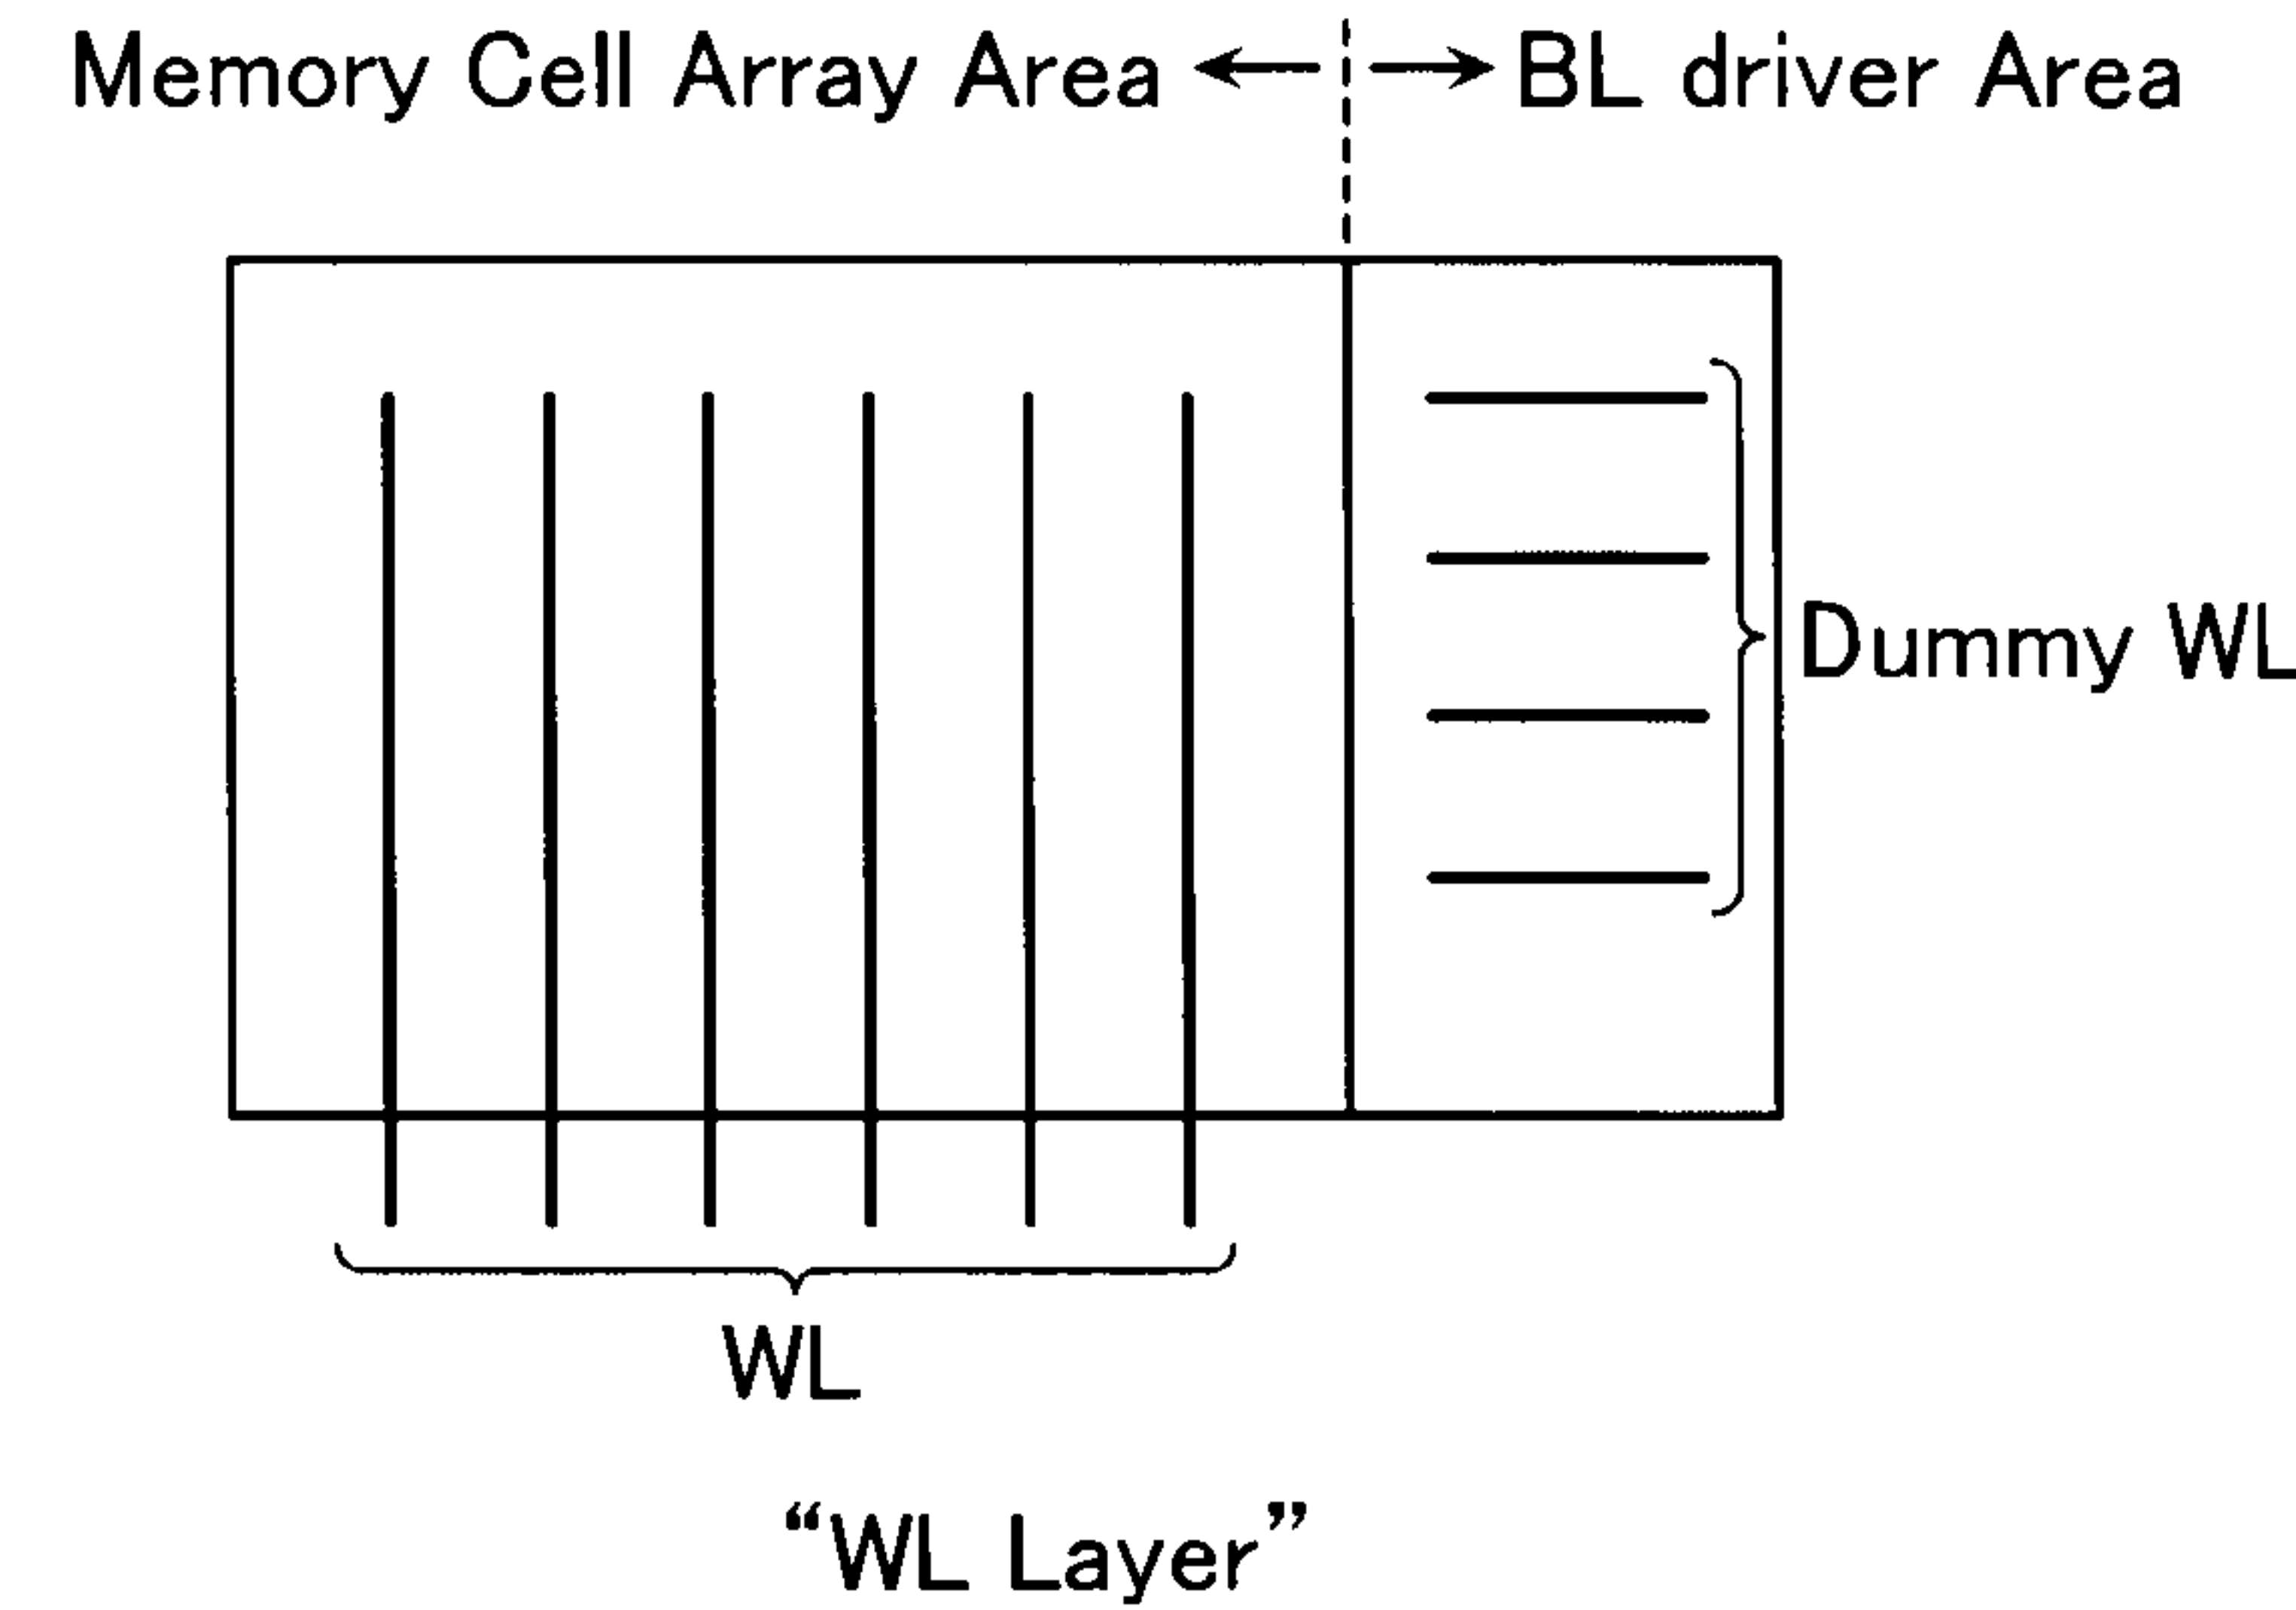 Memory Cell Array Area
BL driver Area
Dummy WL
WL
“WL Layer”